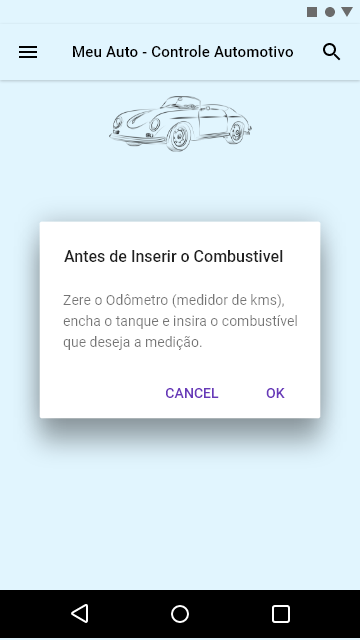 Meu Auto - Controle Automotivo
Antes de Inserir o Combustivel
Zere o Odômetro (medidor de kms),
encha o tanque e insira o combustível
que deseja a medição.
CANCEL OK